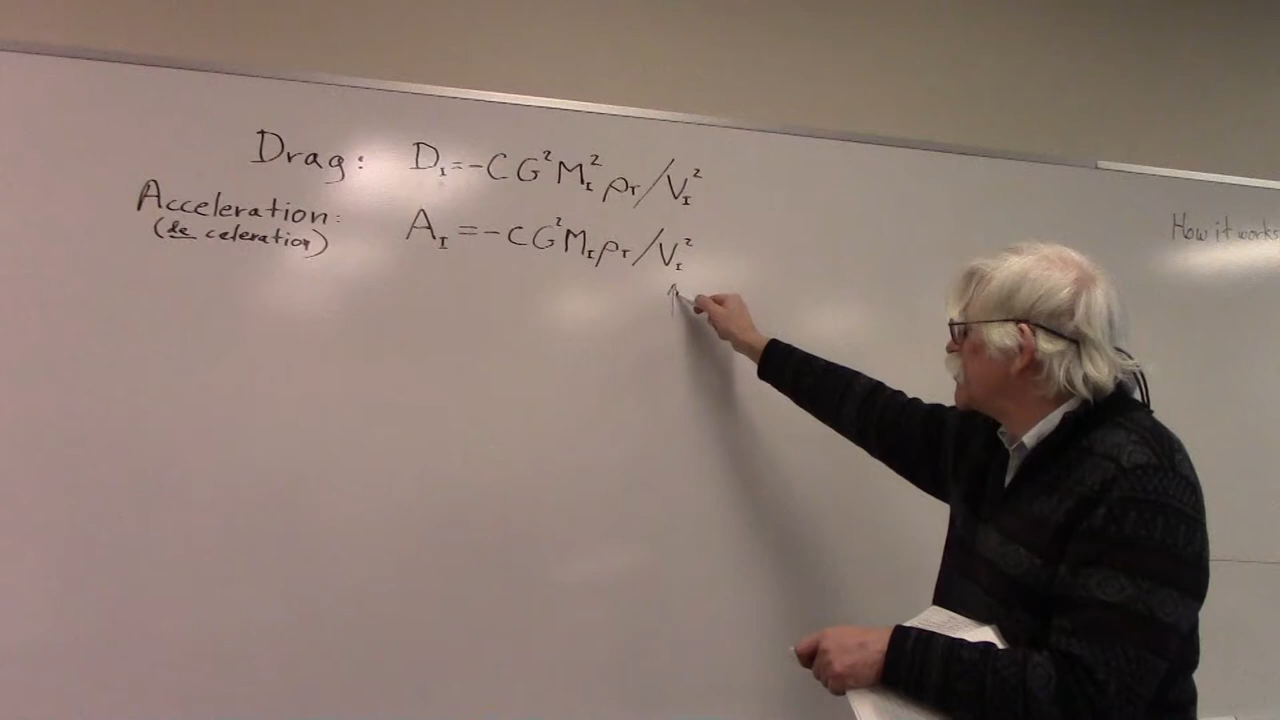 Drag: D_I = -C G² M_I² ρ_r / V_I²
Acceleration: A_I = -C G² M_I ρ_r / V_I²
(de celeration)
How it works